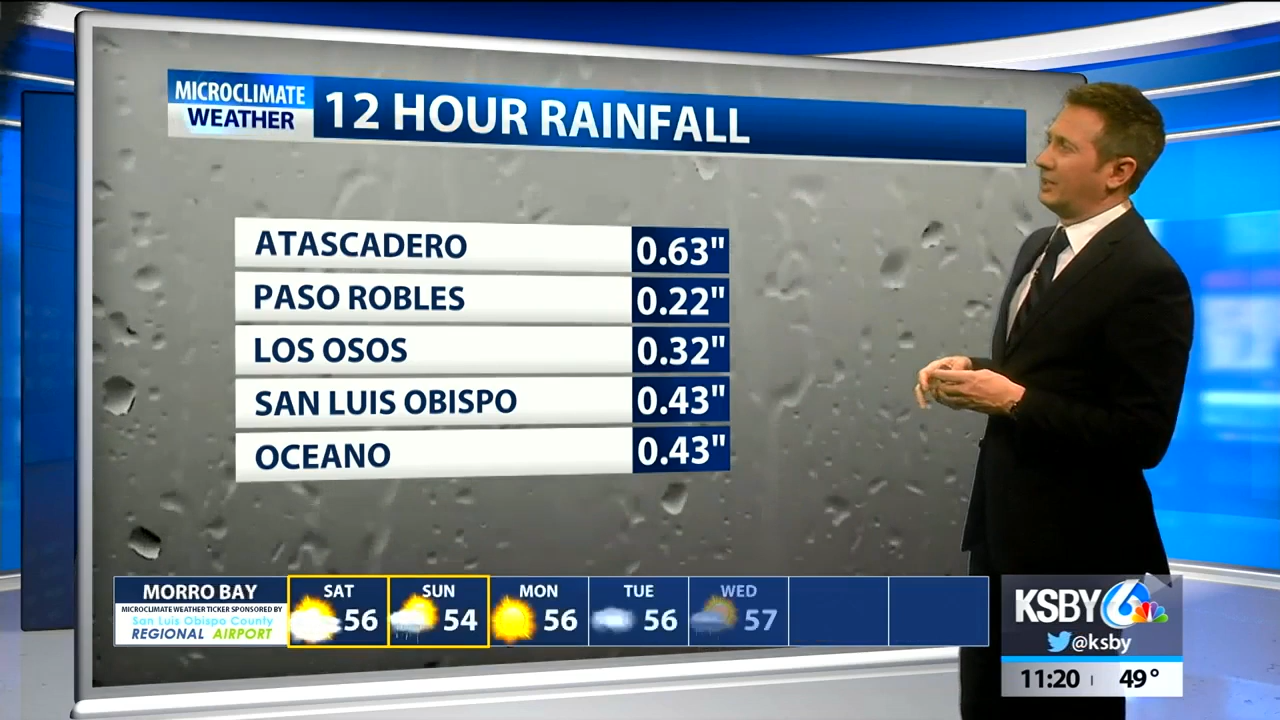 MICROCLIMATE
WEATHER
12 HOUR RAINFALL
ATASCADERO 0.63"
PASO ROBLES 0.22"
LOS OSOS 0.32"
SAN LUIS OBISPO 0.43"
OCEANO 0.43"
MORRO BAY
MICROCLIMATE WEATHER TICKER SPONSORED BY
San Luis Obispo County
REGIONAL AIRPORT
SAT
56
SUN
54
MON
56
TUE
56
WED
57
KSBY 6
@ksby
11:20 49°